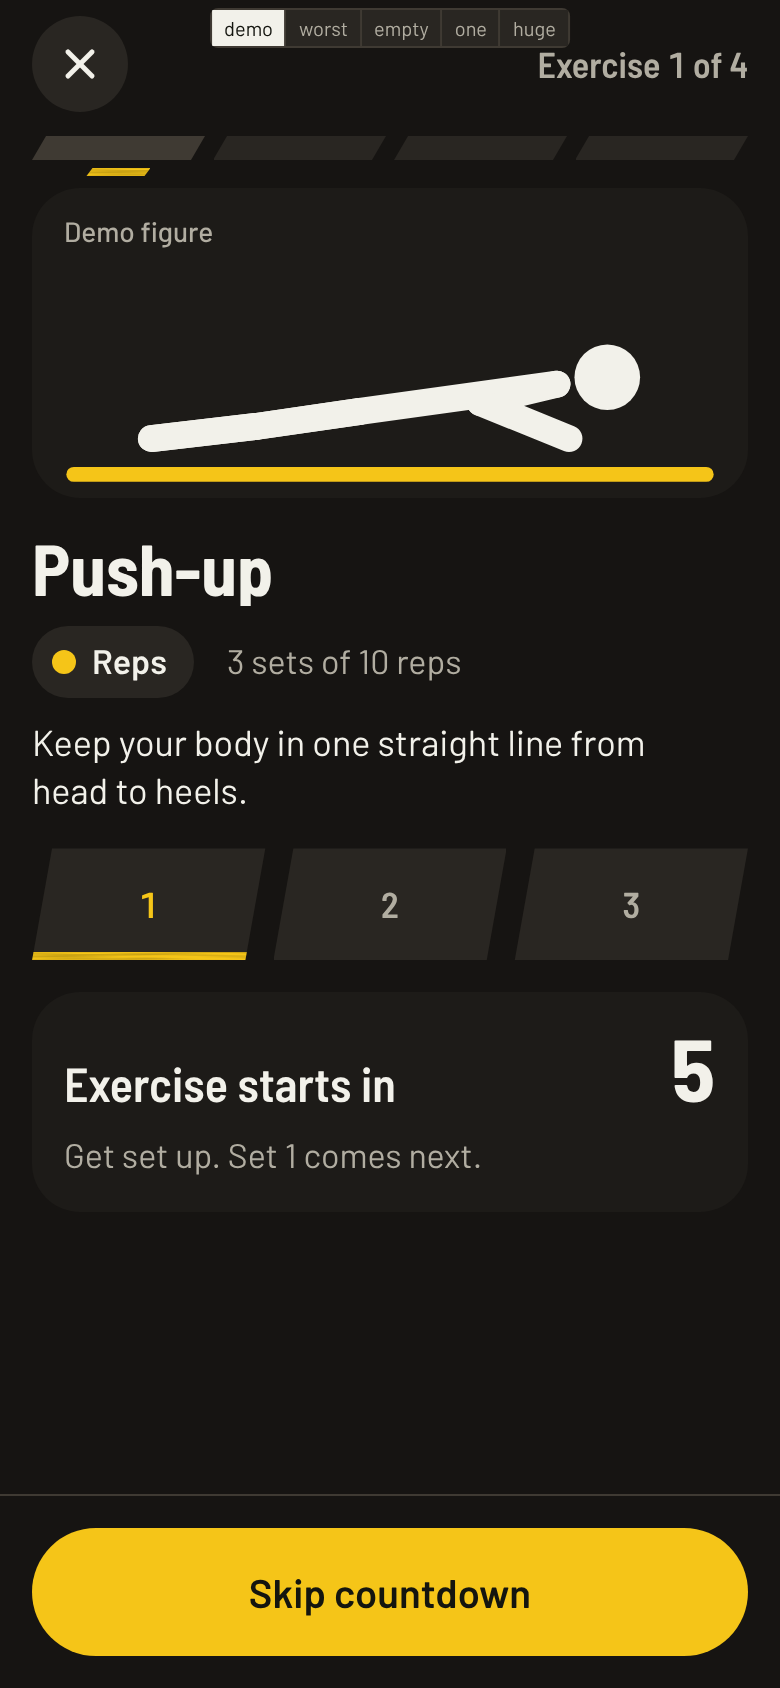 demo worst empty one huge
Exercise 1 of 4
Demo figure
Push-up
Reps 3 sets of 10 reps
Keep your body in one straight line from
head to heels.
1 2 3
Exercise starts in 5
Get set up. Set 1 comes next.
Skip countdown